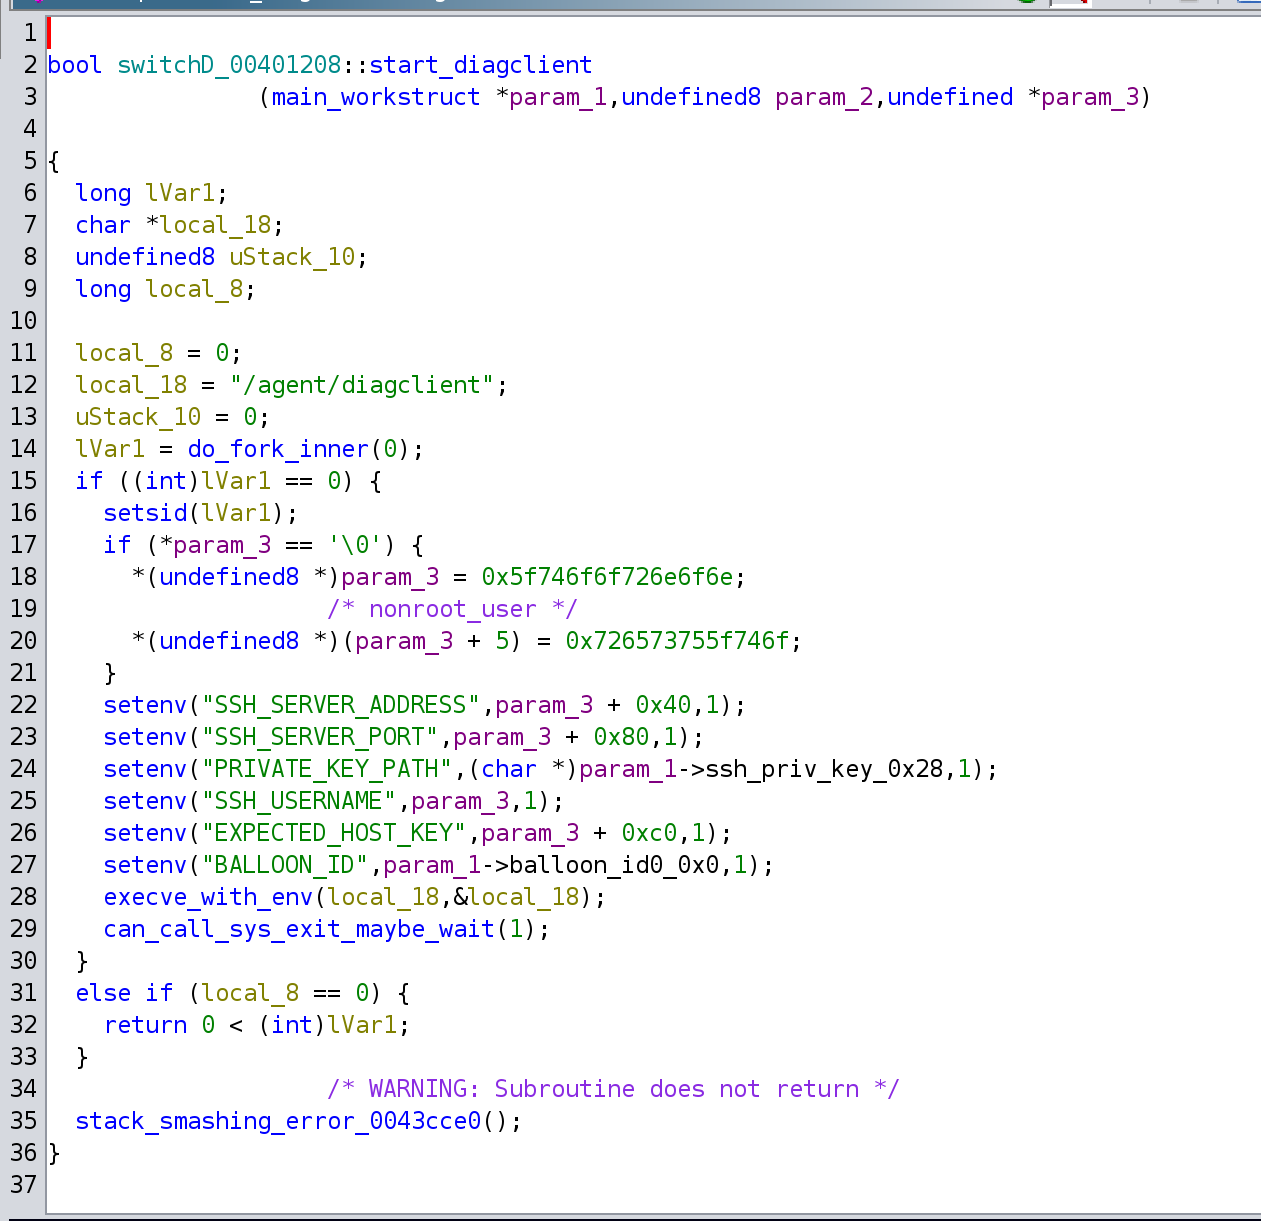 1
2 bool switchD_00401208::start_diagclient
3 (main_workstruct *param_1,undefined8 param_2,undefined *param_3)
4
5 {
6 long lVar1;
7 char *local_18;
8 undefined8 uStack_10;
9 long local_8;
10
11 local_8 = 0;
12 local_18 = "/agent/diagclient";
13 uStack_10 = 0;
14 lVar1 = do_fork_inner(0);
15 if ((int)lVar1 == 0) {
16 setsid(lVar1);
17 if (*param_3 == '\0') {
18 *(undefined8 *)param_3 = 0x5f746f6f726e6f6e;
19 /* nonroot_user */
20 *(undefined8 *)(param_3 + 5) = 0x726573755f746f;
21 }
22 setenv("SSH_SERVER_ADDRESS",param_3 + 0x40,1);
23 setenv("SSH_SERVER_PORT",param_3 + 0x80,1);
24 setenv("PRIVATE_KEY_PATH",(char *)param_1->ssh_priv_key_0x28,1);
25 setenv("SSH_USERNAME",param_3,1);
26 setenv("EXPECTED_HOST_KEY",param_3 + 0xc0,1);
27 setenv("BALLOON_ID",param_1->balloon_id0_0x0,1);
28 execve_with_env(local_18,&local_18);
29 can_call_sys_exit_maybe_wait(1);
30 }
31 else if (local_8 == 0) {
32 return 0 < (int)lVar1;
33 }
34 /* WARNING: Subroutine does not return */
35 stack_smashing_error_0043cce0();
36 }
37